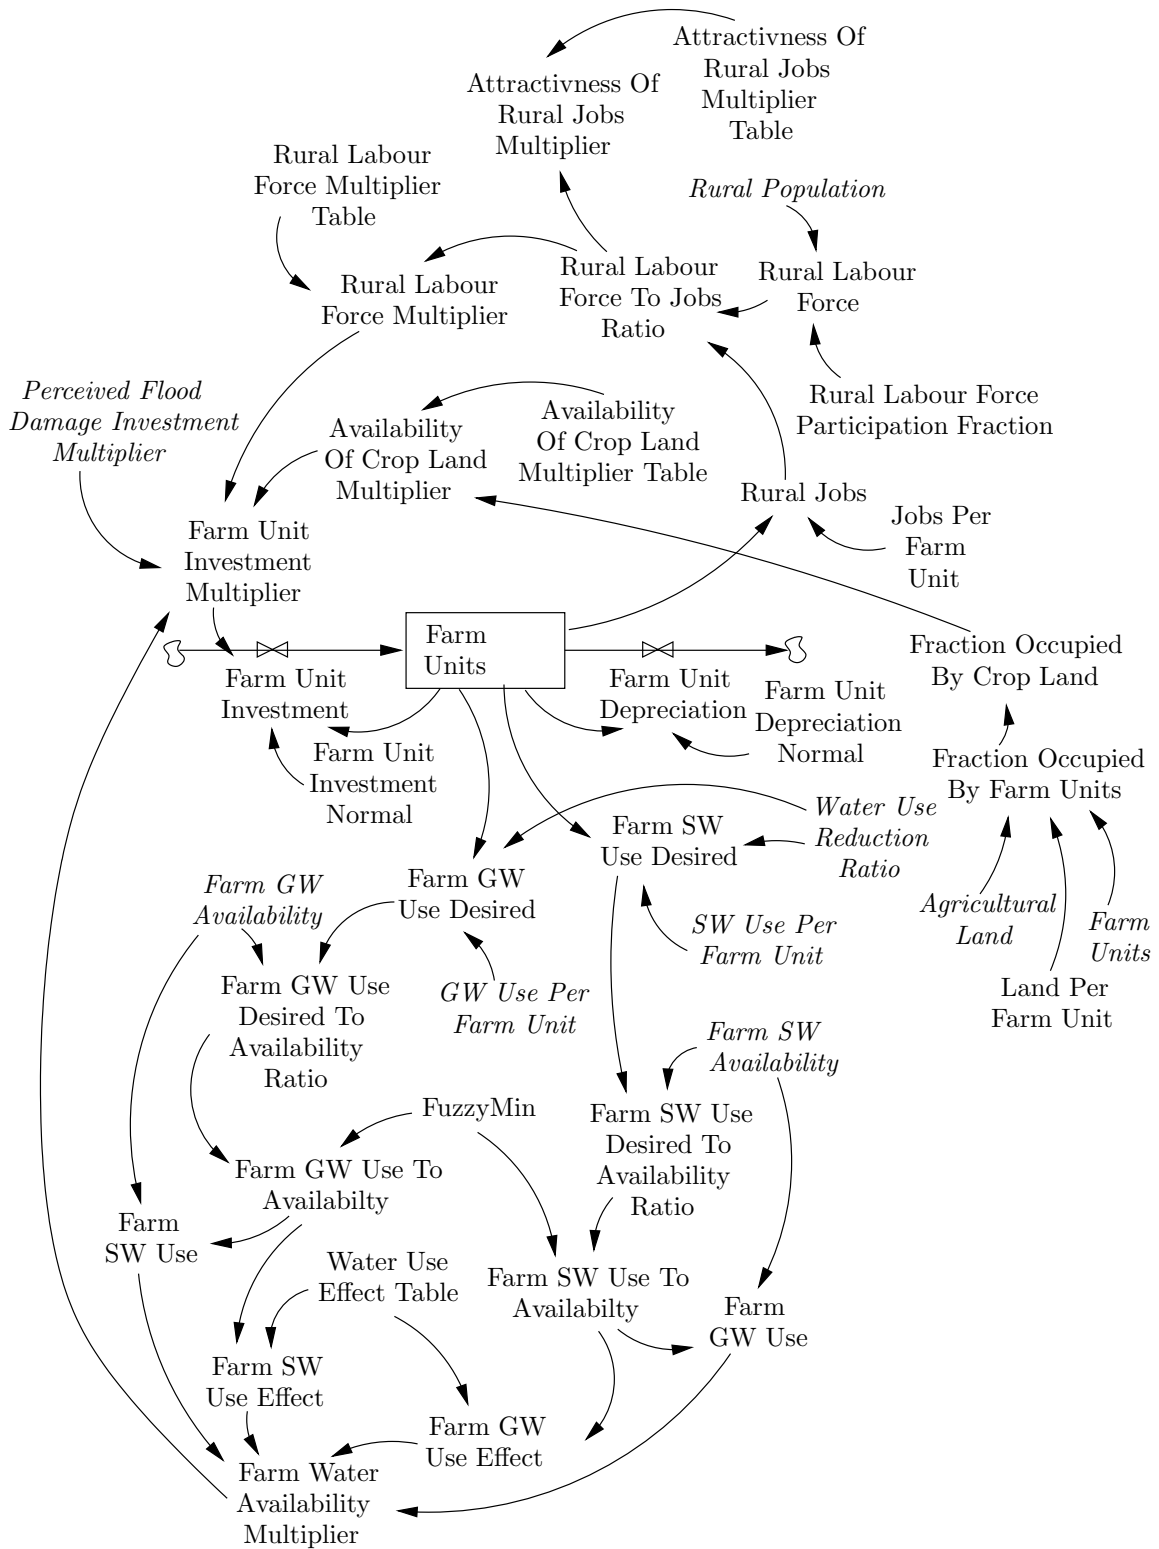 Attractivness Of
Rural Jobs
Multiplier
Table
Attractivness Of
Rural Jobs
Multiplier
Rural Labour
Force Multiplier
Table
Rural Population
Rural Labour
Force To Jobs
Ratio
Rural Labour
Force
Rural Labour
Force Multiplier
Perceived Flood
Damage Investment
Multiplier
Rural Labour Force
Participation Fraction
Availability
Of Crop Land
Multiplier Table
Availability
Of Crop Land
Multiplier
Rural Jobs
Jobs Per
Farm
Unit
Farm Unit
Investment
Multiplier
Farm
Units
Fraction Occupied
By Crop Land
Farm Unit
Investment
Farm Unit
Depreciation
Farm Unit
Depreciation
Normal
Farm Unit
Investment
Normal
Fraction Occupied
By Farm Units
Water Use
Reduction
Ratio
Farm SW
Use Desired
Farm GW
Use Desired
Farm GW
Availability
SW Use Per
Farm Unit
Agricultural
Land
Farm
Units
Land Per
Farm Unit
Farm GW Use
Desired To
Availability
Ratio
GW Use Per
Farm Unit
Farm SW
Availability
FuzzyMin
Farm SW Use
Desired To
Availability
Ratio
Farm GW Use To
Availabilty
Farm
SW Use
Water Use
Effect Table
Farm SW Use To
Availabilty
Farm
GW Use
Farm SW
Use Effect
Farm GW
Use Effect
Farm Water
Availability
Multiplier